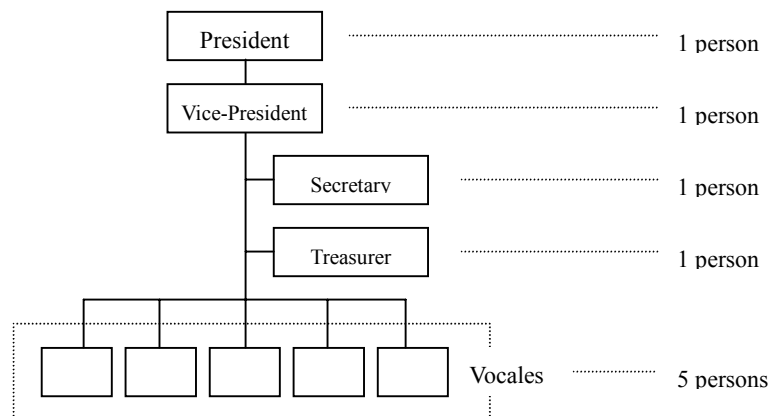 President 1 person
Vice-President 1 person
Secretary 1 person
Treasurer 1 person
Vocales 5 persons